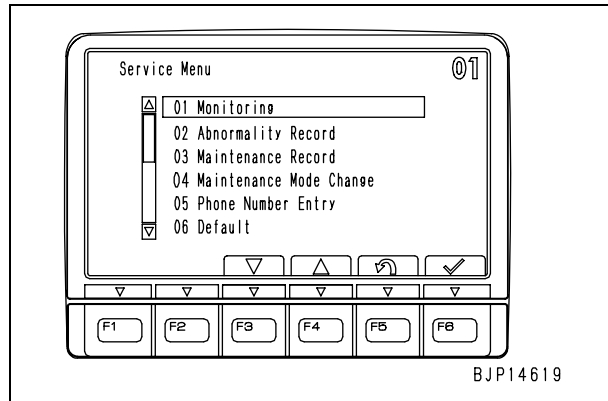 Service Menu 01
01 Monitoring
02 Abnormality Record
03 Maintenance Record
04 Maintenance Mode Change
05 Phone Number Entry
06 Default
F1 F2 F3 F4 F5 F6
BJP14619